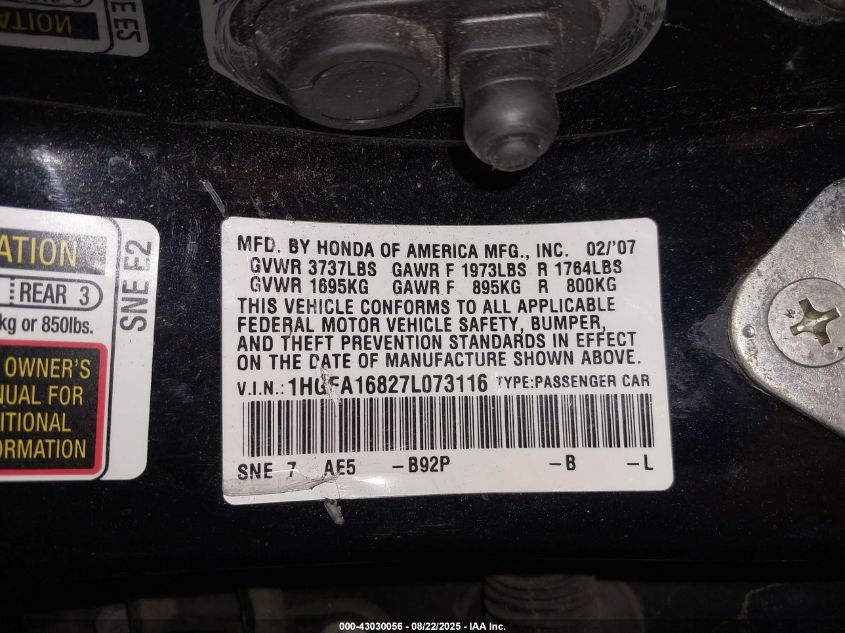 ATION
REAR 3
kg or 850lbs.
OWNER'S
NUAL FOR
DITIONAL
FORMATION
SNE F2
MFD. BY HONDA OF AMERICA MFG., INC. 02/'07
GVWR 3737LBS GAWR F 1973LBS R 1764LBS
GVWR 1695KG GAWR F 895KG R 800KG
THIS VEHICLE CONFORMS TO ALL APPLICABLE
FEDERAL MOTOR VEHICLE SAFETY, BUMPER,
AND THEFT PREVENTION STANDARDS IN EFFECT
ON THE DATE OF MANUFACTURE SHOWN ABOVE.
V.I.N.: 1HGFA16827L073116 TYPE:PASSENGER CAR
SNE 7 AE5 -B92P -B -L
000-43030056 - 08/22/2025 - IAA Inc.